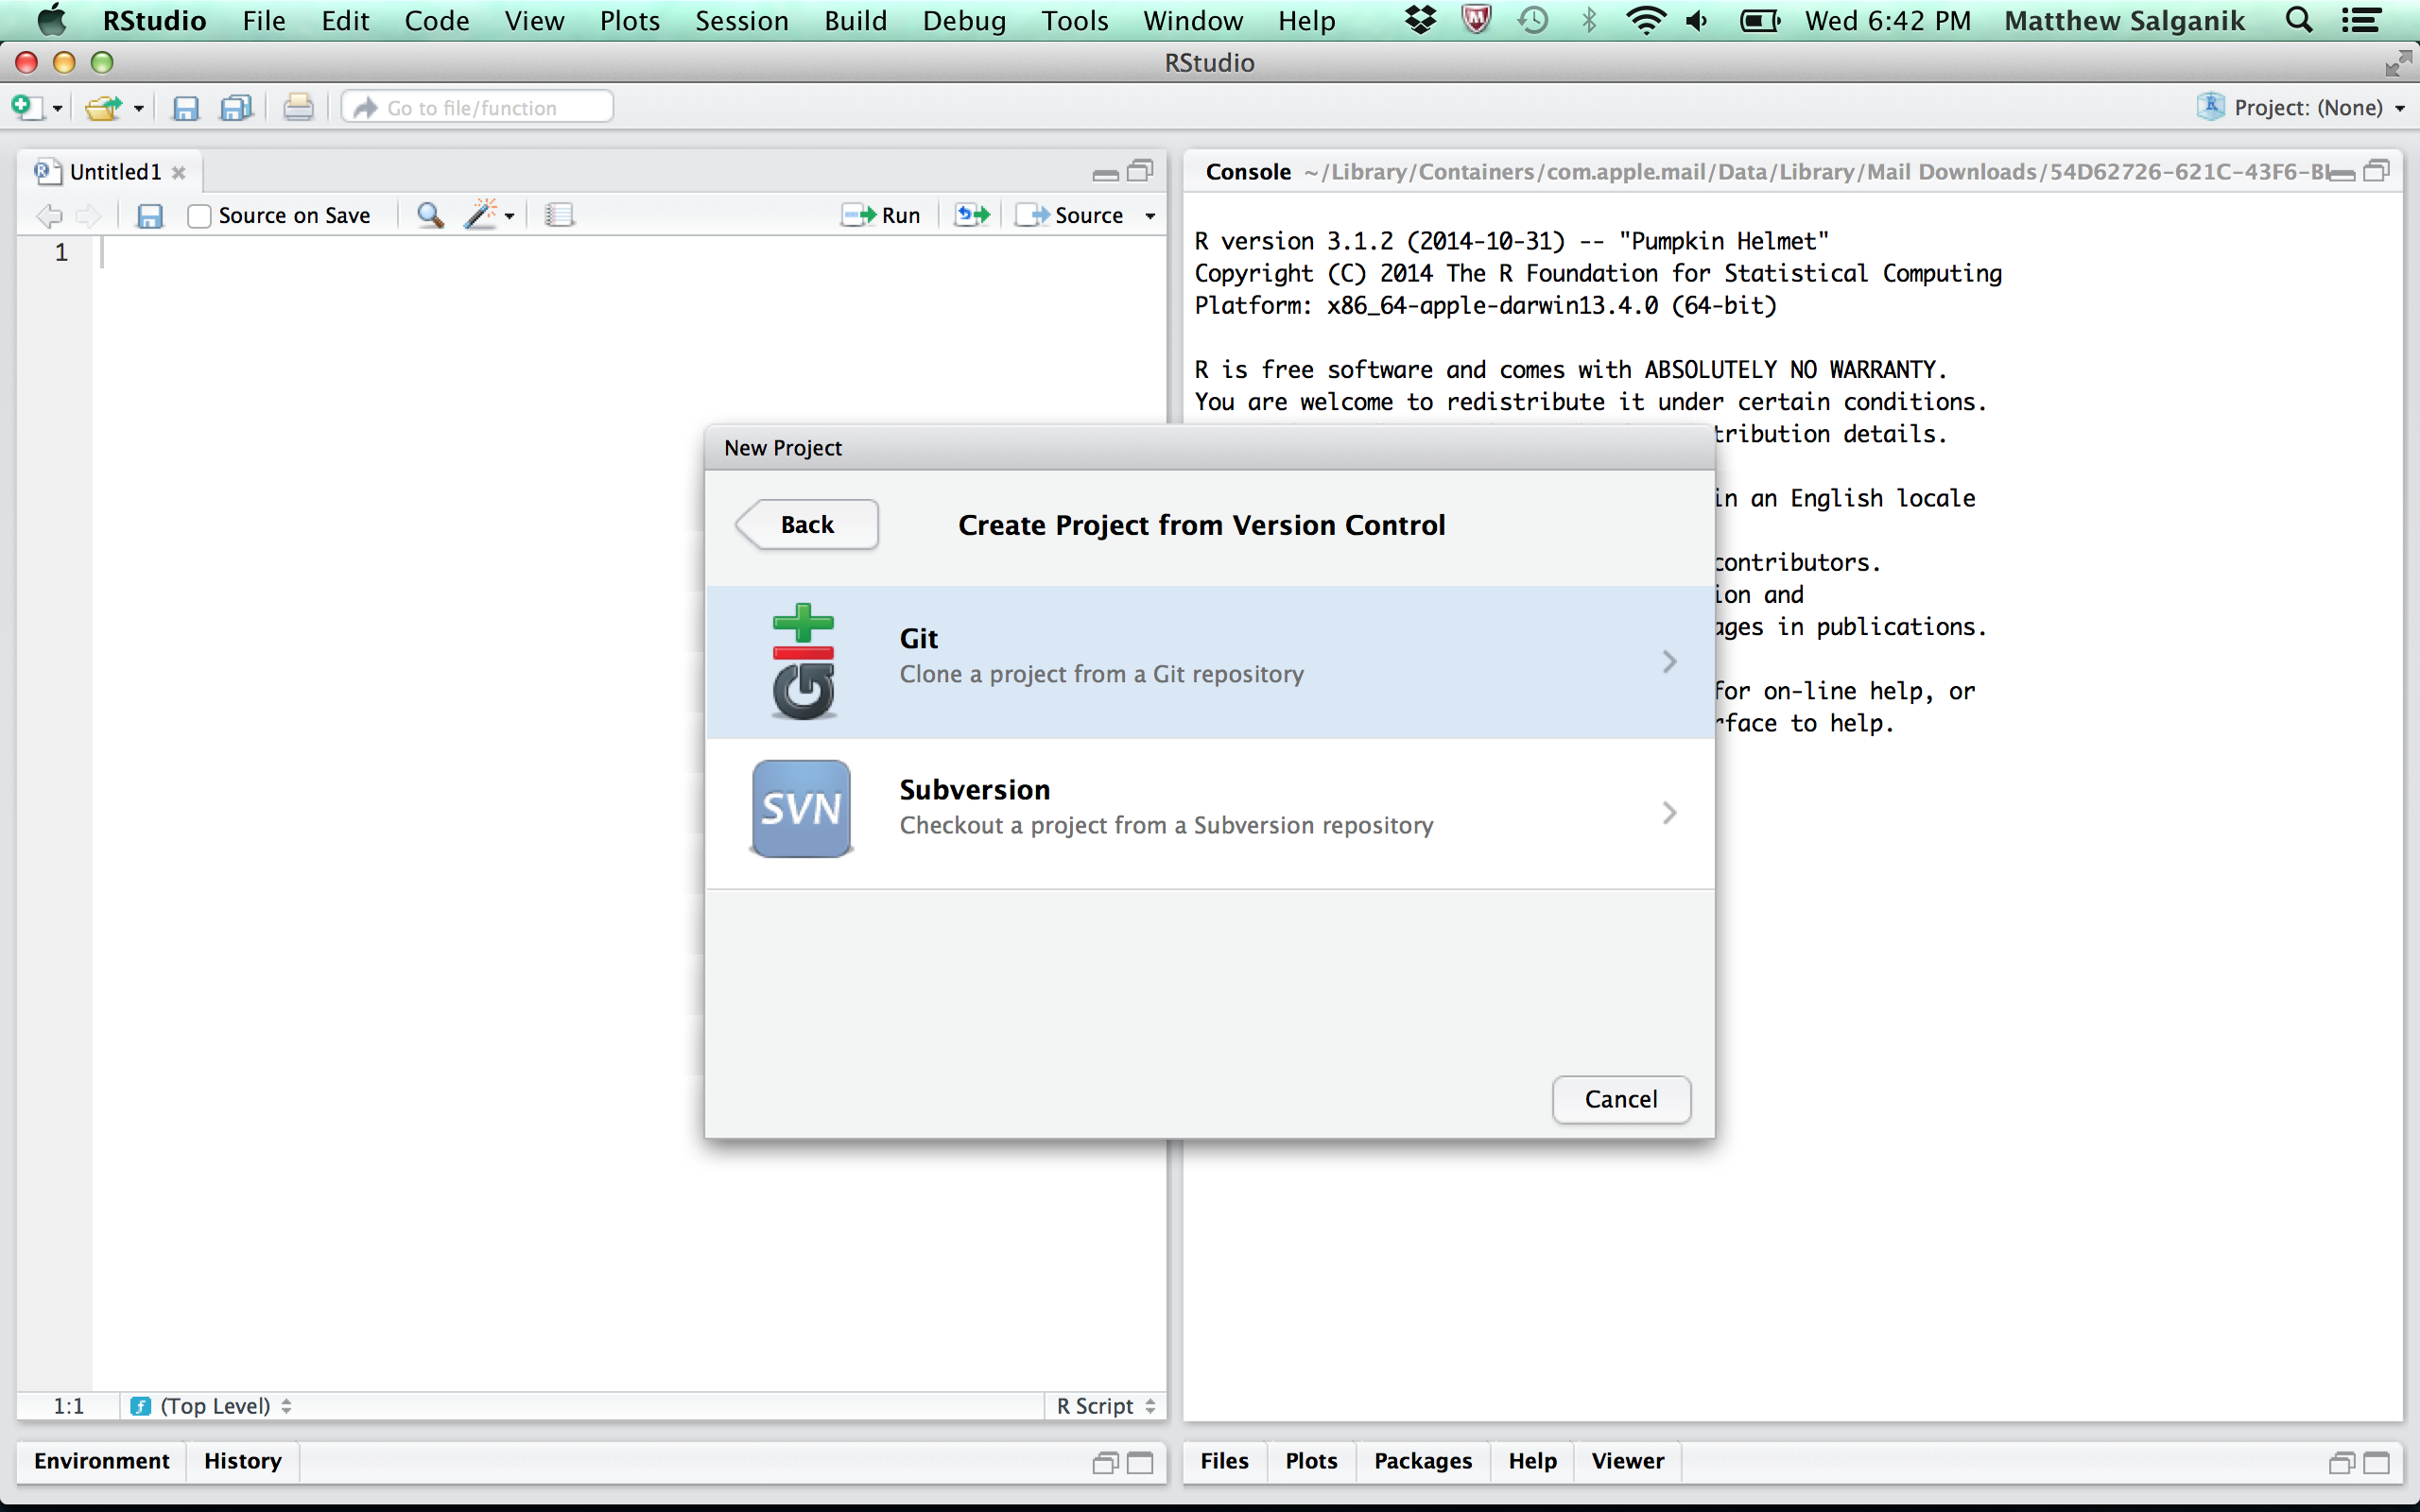 RStudio File Edit Code View Plots Session Build Debug Tools Window Help Wed 6:42 PM Matthew Salganik
RStudio
Go to file/function
Project: (None)
Untitled1
Source on Save
Run
Source
1
1:1
(Top Level)
R Script
Console ~/Library/Containers/com.apple.mail/Data/Library/Mail Downloads/54D62726-621C-43F6-B
R version 3.1.2 (2014-10-31) -- "Pumpkin Helmet"
Copyright (C) 2014 The R Foundation for Statistical Computing
Platform: x86_64-apple-darwin13.4.0 (64-bit)
R is free software and comes with ABSOLUTELY NO WARRANTY.
You are welcome to redistribute it under certain conditions.
tribution details.
in an English locale
contributors.
ion and
ages in publications.
for on-line help, or
rface to help.
New Project
Back
Create Project from Version Control
Git
Clone a project from a Git repository
SVN
Subversion
Checkout a project from a Subversion repository
Cancel
Environment History
Files Plots Packages Help Viewer